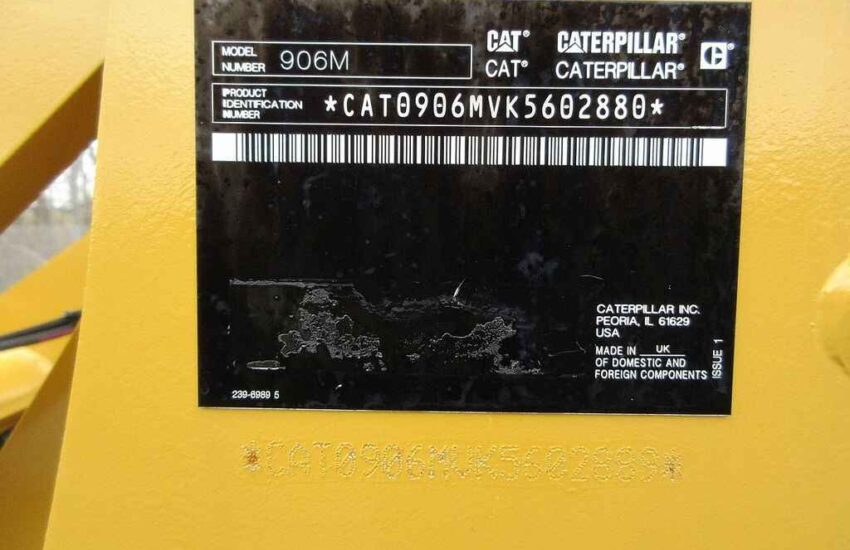 MODEL NUMBER 906M
CAT® CATERPILLAR®
CAT® CATERPILLAR®
PRODUCT IDENTIFICATION NUMBER *CAT0906MVK5602880*
CATERPILLAR INC.
PEORIA, IL 61629
USA
MADE IN UK
OF DOMESTIC AND
FOREIGN COMPONENTS
ISSUE 1
239-6989 5
*CAT0906MVK5602880*